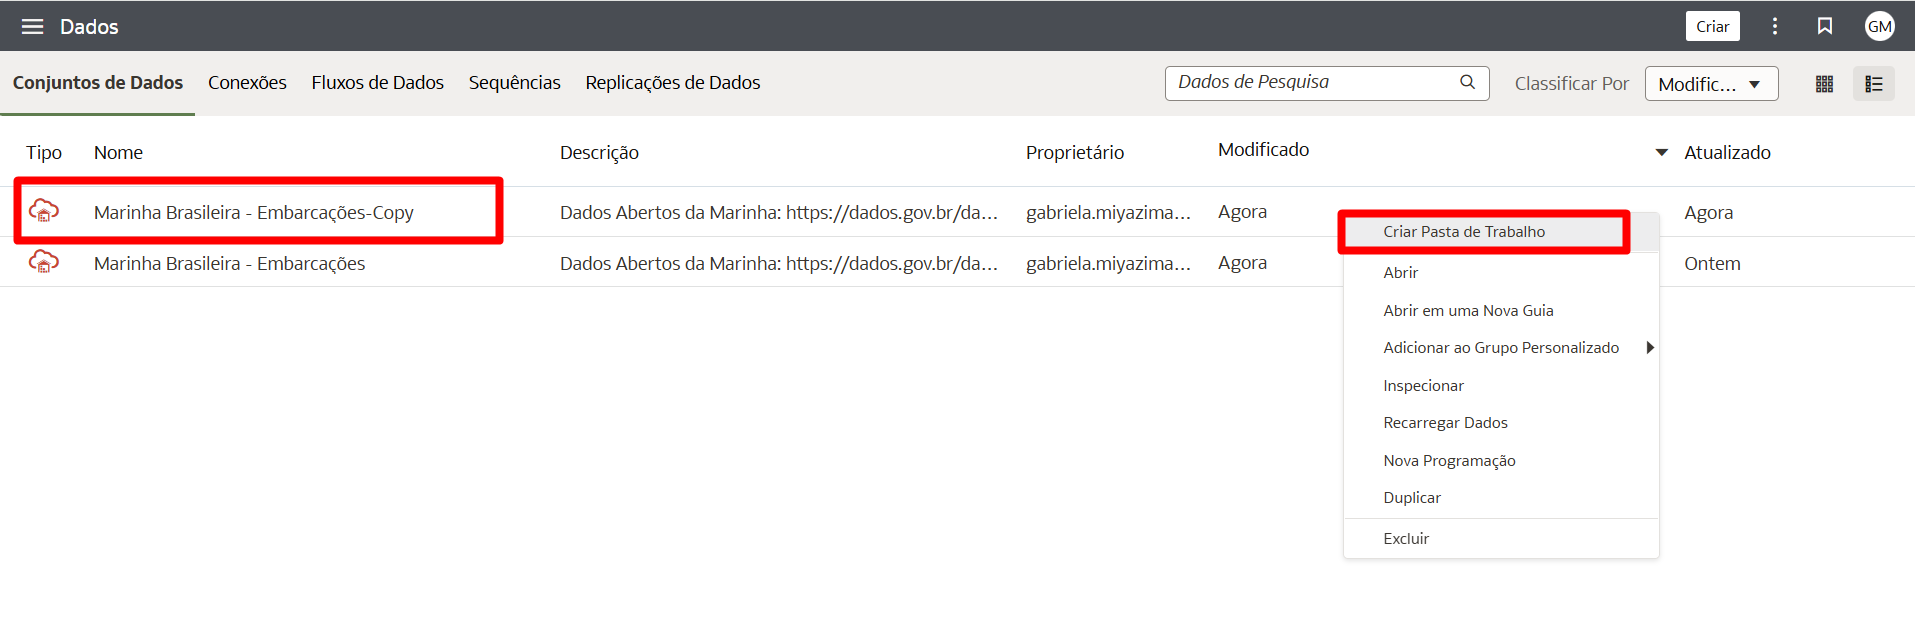 Dados
Criar
GM
Conjuntos de Dados Conexões Fluxos de Dados Sequências Replicações de Dados
Dados de Pesquisa
Classificar Por
Modific...
Tipo Nome Descrição Proprietário Modificado Atualizado
Marinha Brasileira - Embarcações-Copy Dados Abertos da Marinha: https://dados.gov.br/da... gabriela.miyazima... Agora Agora
Marinha Brasileira - Embarcações Dados Abertos da Marinha: https://dados.gov.br/da... gabriela.miyazima... Agora Ontem
Criar Pasta de Trabalho
Abrir
Abrir em uma Nova Guia
Adicionar ao Grupo Personalizado
Inspecionar
Recarregar Dados
Nova Programação
Duplicar
Excluir